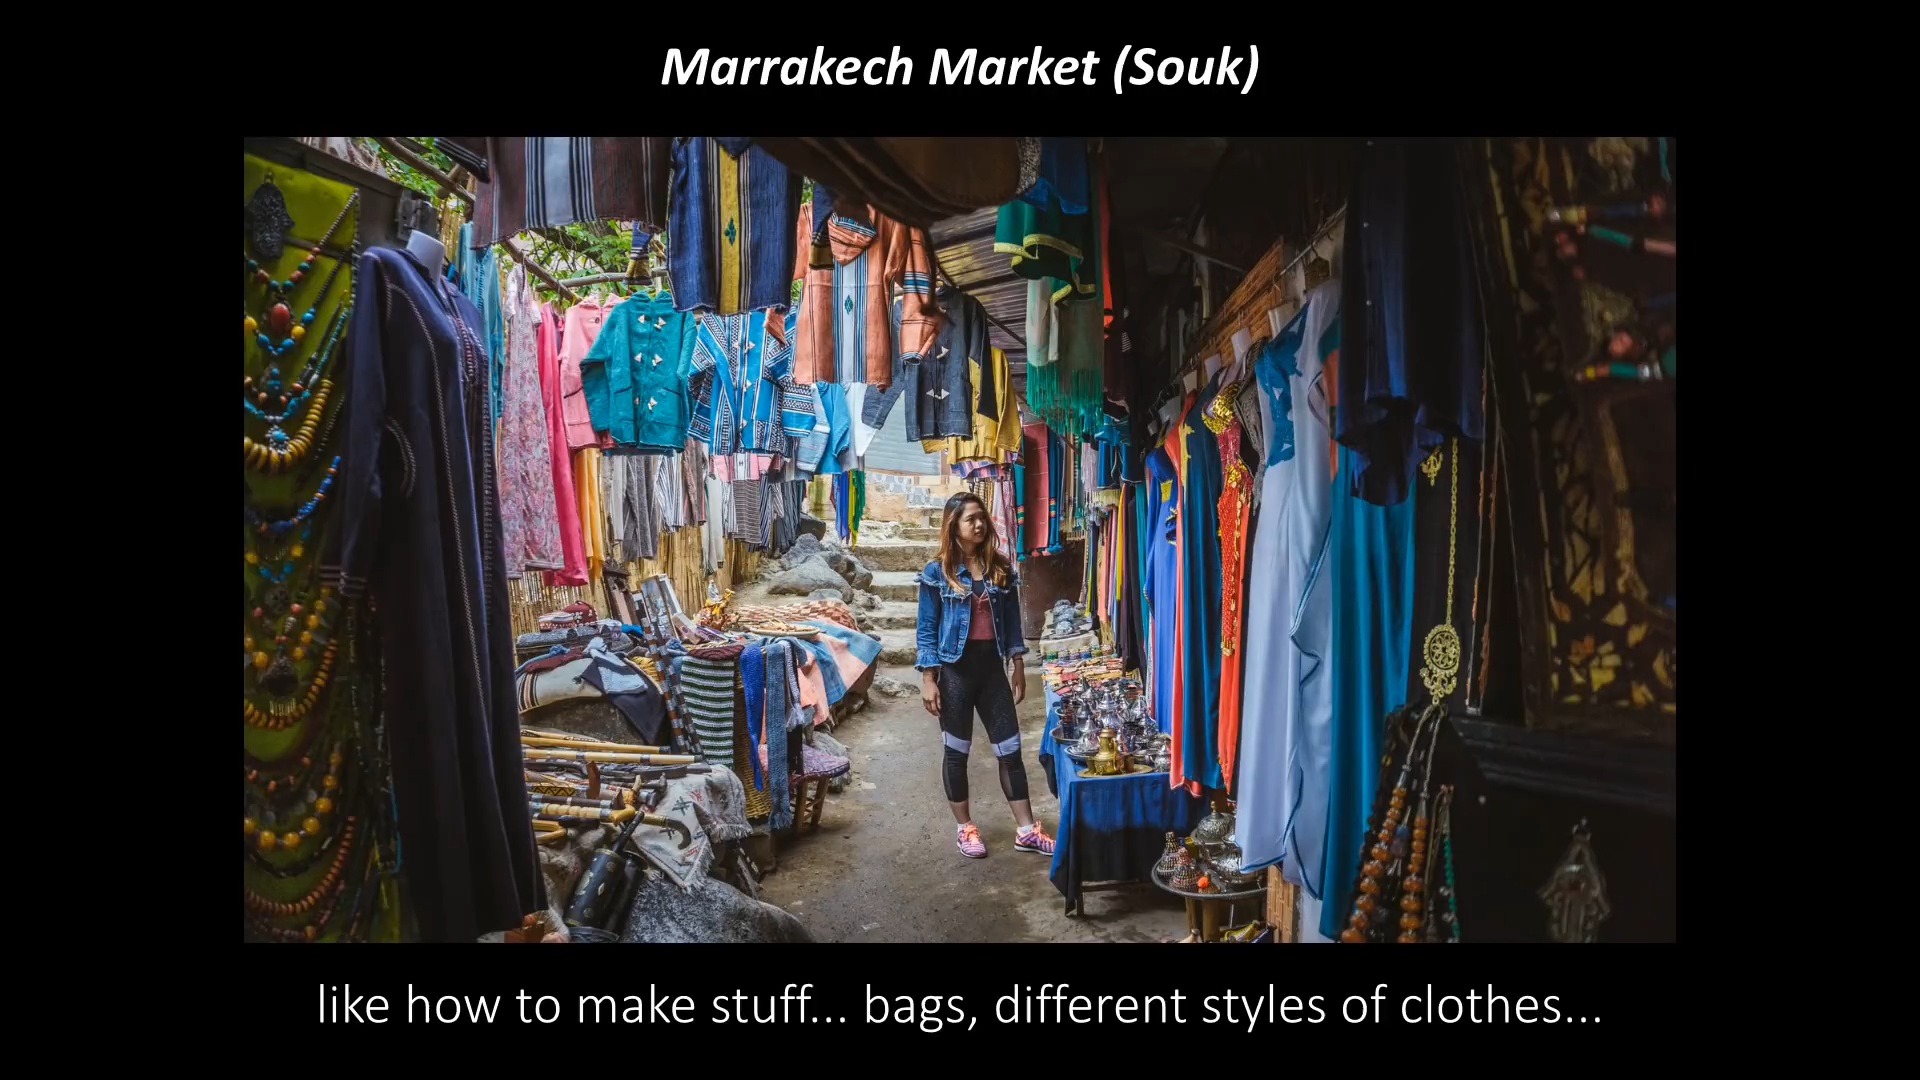 Marrakech Market (Souk)
like how to make stuff... bags, different styles of clothes...